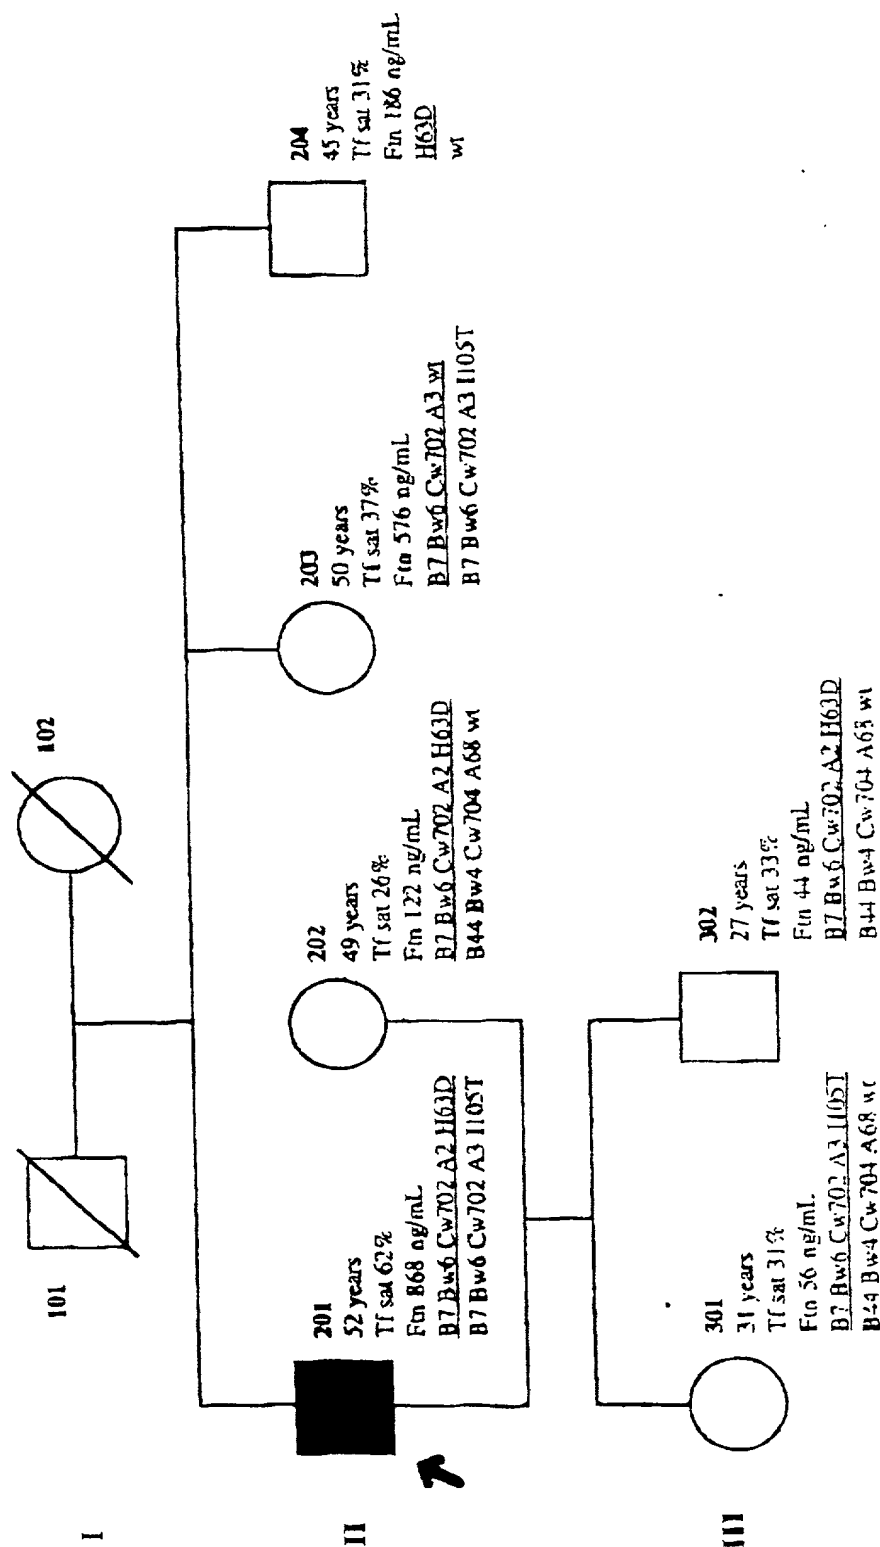 I
101
102
II
201
52 years
Tf sat 62%
Ftn 868 ng/mL
B7 Bw6 Cw702 A2 H63D
B7 Bw6 Cw702 A3 I105T
202
49 years
Tf sat 26%
Ftn 122 ng/mL
B7 Bw6 Cw702 A2 H63D
B44 Bw4 Cw704 A68 wt
203
50 years
Tf sat 37%
Ftn 576 ng/mL
B7 Bw6 Cw702 A3 wt
B7 Bw6 Cw702 A3 I105T
204
45 years
Tf sat 31%
Ftn 186 ng/mL
H63D
wt
III
301
31 years
Tf sat 31%
Ftn 56 ng/mL
B7 Bw6 Cw702 A3 I105T
B44 Bw4 Cw704 A68 wt
302
27 years
Tf sat 33%
Ftn 44 ng/mL
B7 Bw6 Cw702 A2 H63D
B44 Bw4 Cw704 A68 wt